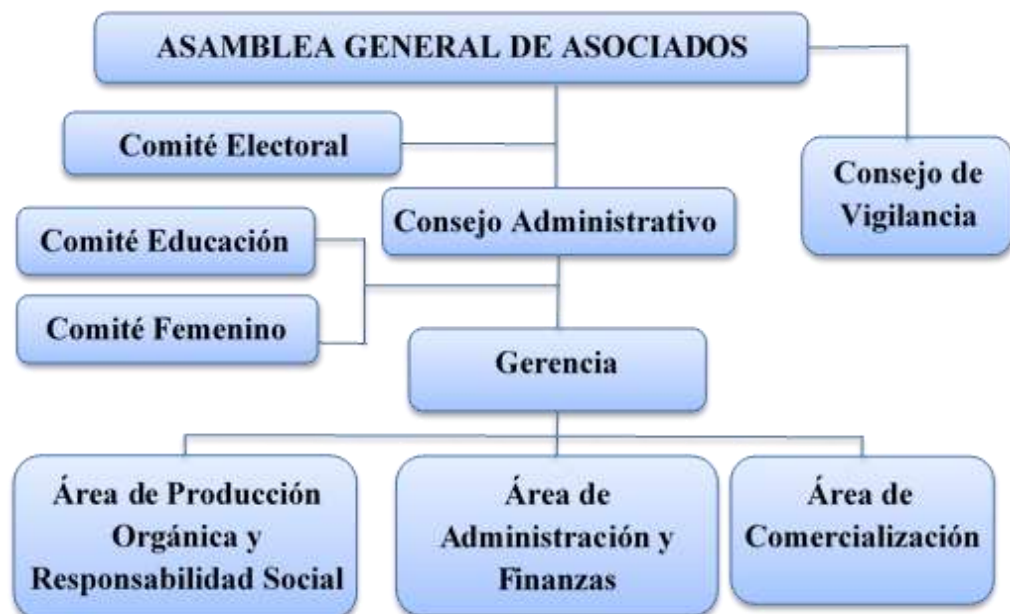 ASAMBLEA GENERAL DE ASOCIADOS
Comité Electoral
Consejo de
Vigilancia
Consejo Administrativo
Comité Educación
Comité Femenino
Gerencia
Área de Producción
Orgánica y
Responsabilidad Social
Área de
Administración y
Finanzas
Área de
Comercialización